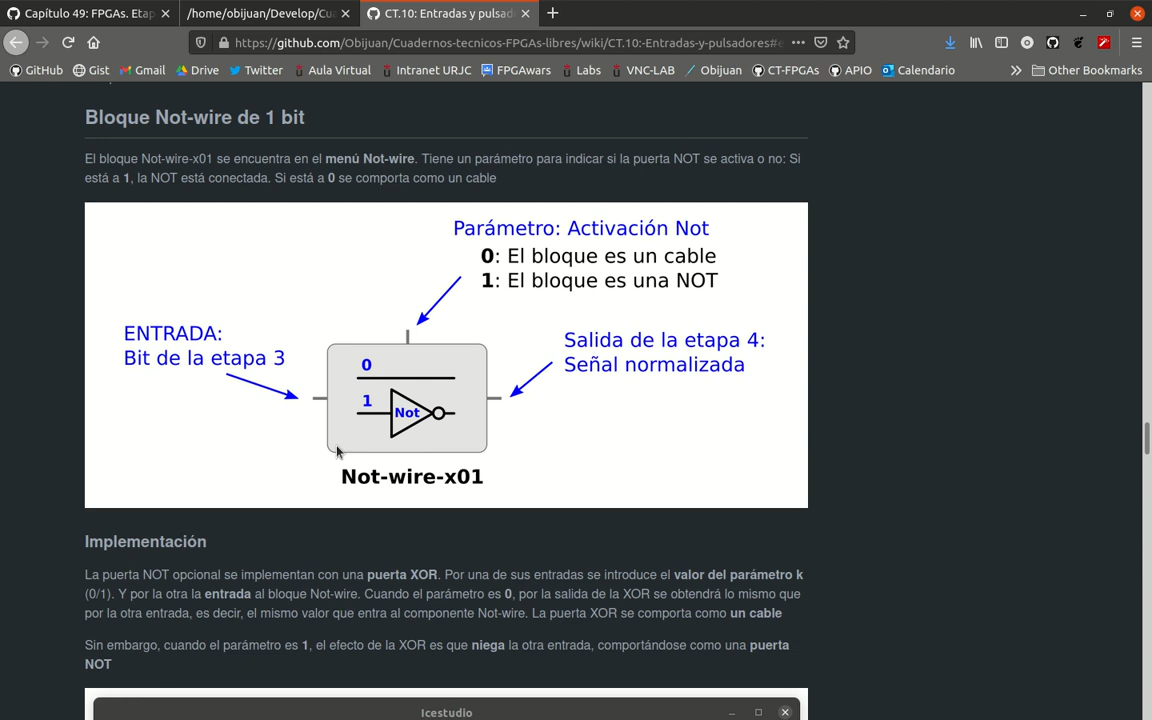 Capítulo 49: FPGAs. Etap
/home/obijuan/Develop/Cua
CT.10: Entradas y pulsad
https://github.com/Obijuan/Cuadernos-tecnicos-FPGAs-libres/wiki/CT.10:-Entradas-y-pulsadores#e
GitHub Gist Gmail Drive Twitter Aula Virtual Intranet URJC FPGAwars Labs VNC-LAB Obijuan CT-FPGAs APIO Calendario Other Bookmarks
Bloque Not-wire de 1 bit
El bloque Not-wire-x01 se encuentra en el menú Not-wire. Tiene un parámetro para indicar si la puerta NOT se activa o no: Si
está a 1, la NOT está conectada. Si está a 0 se comporta como un cable
Parámetro: Activación Not
0: El bloque es un cable
1: El bloque es una NOT
ENTRADA:
Bit de la etapa 3
Salida de la etapa 4:
Señal normalizada
0
1
Not
Not-wire-x01
Implementación
La puerta NOT opcional se implementan con una puerta XOR. Por una de sus entradas se introduce el valor del parámetro k
(0/1). Y por la otra la entrada al bloque Not-wire. Cuando el parámetro es 0, por la salida de la XOR se obtendrá lo mismo que
por la otra entrada, es decir, el mismo valor que entra al componente Not-wire. La puerta XOR se comporta como un cable
Sin embargo, cuando el parámetro es 1, el efecto de la XOR es que niega la otra entrada, comportándose como una puerta
NOT
Icestudio